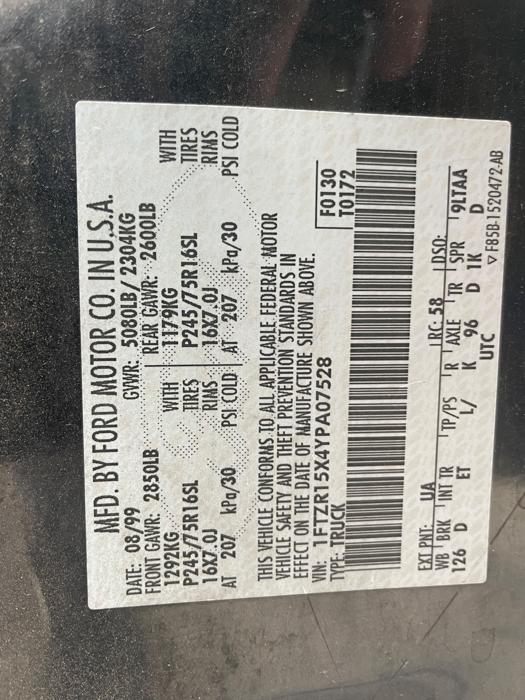 MFD. BY FORD MOTOR CO. IN U.S.A.
DATE: 08/99 GVWR: 5080LB/ 2304KG
FRONT GAWR: 2850LB REAR GAWR: 2600LB
1292KG WITH 1179KG WITH
P245/75R16SL TIRES P245/75R16SL TIRES
16X7.0J RIMS 16X7.0J RIMS
AT 207 kPa/30 PSI COLD AT 207 kPa/30 PSI COLD
THIS VEHICLE CONFORMS TO ALL APPLICABLE FEDERAL MOTOR
VEHICLE SAFETY AND THEFT PREVENTION STANDARDS IN
EFFECT ON THE DATE OF MANUFACTURE SHOWN ABOVE.
VIN: 1FTZR15X4YPA07528
TYPE: TRUCK
F0130
T0172
EXT PNT: UA RC: 58 DSO:
WB BRK INT TR TP/PS R AXLE TR SPR 9LTAA
126 D ET L/ K 96 D 1K D
UTC
▽ F85B-1520472-AB